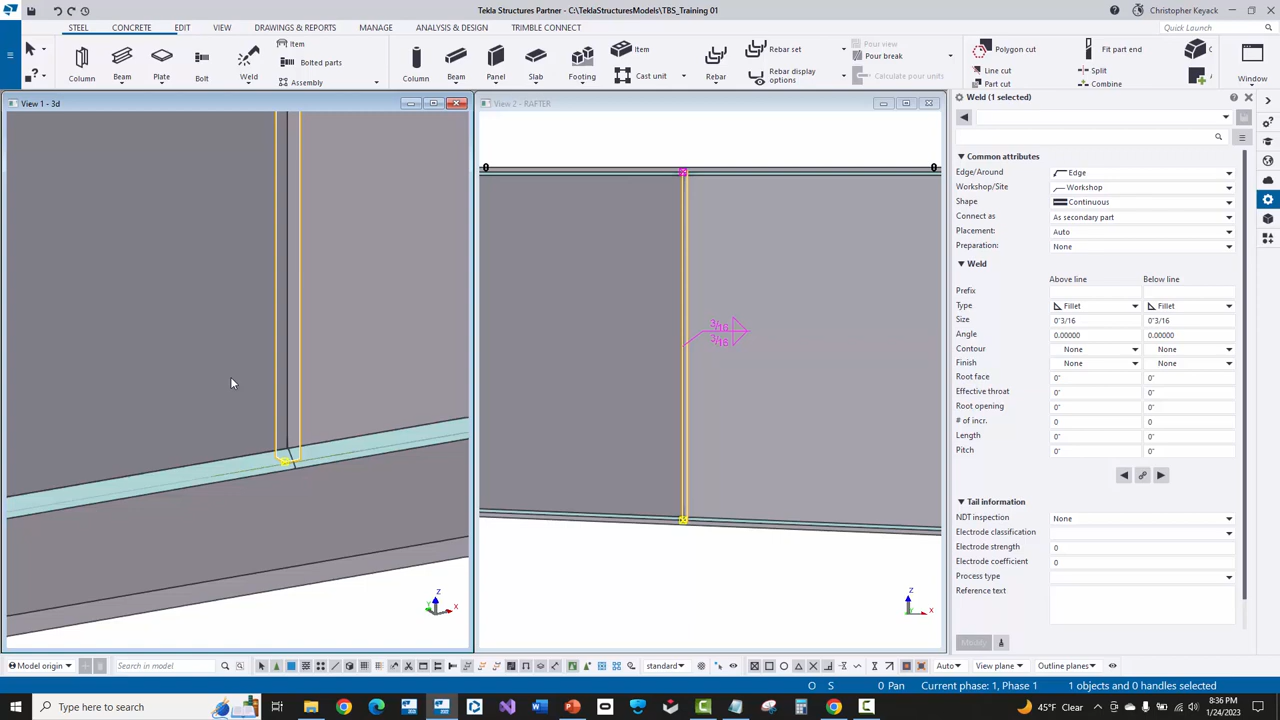 Tekla Structures Partner - C:\TeklaStructuresModels\TBS_Training 01
Christopher Keyack
STEEL
CONCRETE
EDIT
VIEW
DRAWINGS & REPORTS
MANAGE
ANALYSIS & DESIGN
TRIMBLE CONNECT
Quick Launch
Column
Beam
Plate
Bolt
Weld
Item
Bolted parts
Assembly
Column
Beam
Panel
Slab
Footing
Item
Cast unit
Rebar
Rebar set
Rebar display
options
Pour view
Pour break
Calculate pour units
Polygon cut
Line cut
Part cut
Fit part end
Split
Combine
Window
View 1 - 3d
View 2 - RAFTER
0
0
3/16
3/16
Z
X
Z
X
Weld (1 selected)
Common attributes
Edge/Around
Edge
Workshop/Site
Workshop
Shape
Continuous
Connect as
As secondary part
Placement:
Auto
Preparation:
None
Weld
Above line
Below line
Prefix
Type
Fillet
Fillet
Size
0"3/16
0"3/16
Angle
0.00000
0.00000
Contour
None
None
Finish
None
None
Root face
0"
0"
Effective throat
0"
0"
Root opening
0"
0"
# of incr.
0
0
Length
0"
0"
Pitch
0"
0"
Tail information
NDT inspection
None
Electrode classification
Electrode strength
0
Electrode coefficient
0
Process type
Reference text
Modify
Model origin
Search in model
standard
Auto
View plane
Outline planes
O
S
0 Pan
Current phase: 1, Phase 1
1 objects and 0 handles selected
Type here to search
45°F Clear
8:36 PM
1/24/2023